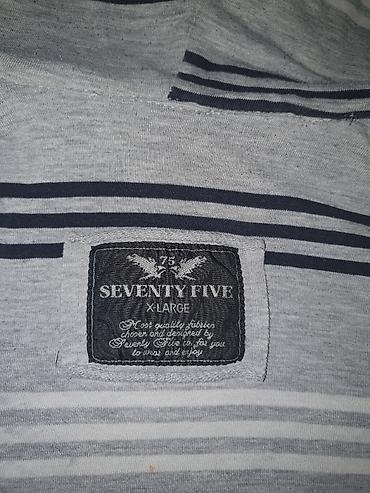 75
SEVENTY FIVE
X-LARGE
Most quality fabrics
chosen and designed by
Seventy Five co. for you
to wear and enjoy